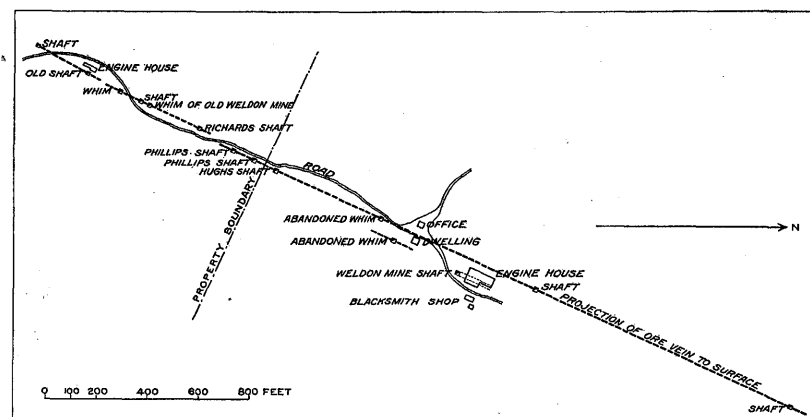 SHAFT
ENGINE HOUSE
OLD SHAFT
WHIM
SHAFT
WHIM OF OLD WELDON MINE
RICHARDS SHAFT
PHILLIPS SHAFT
PHILLIPS SHAFT
HUGHS SHAFT
ROAD
PROPERTY BOUNDARY
ABANDONED WHIM
OFFICE
N
ABANDONED WHIM
DWELLING
WELDON MINE SHAFT
ENGINE HOUSE
SHAFT
BLACKSMITH SHOP
PROJECTION OF ORE VEIN TO SURFACE
0 100 200 400 600 800 FEET
SHAFT